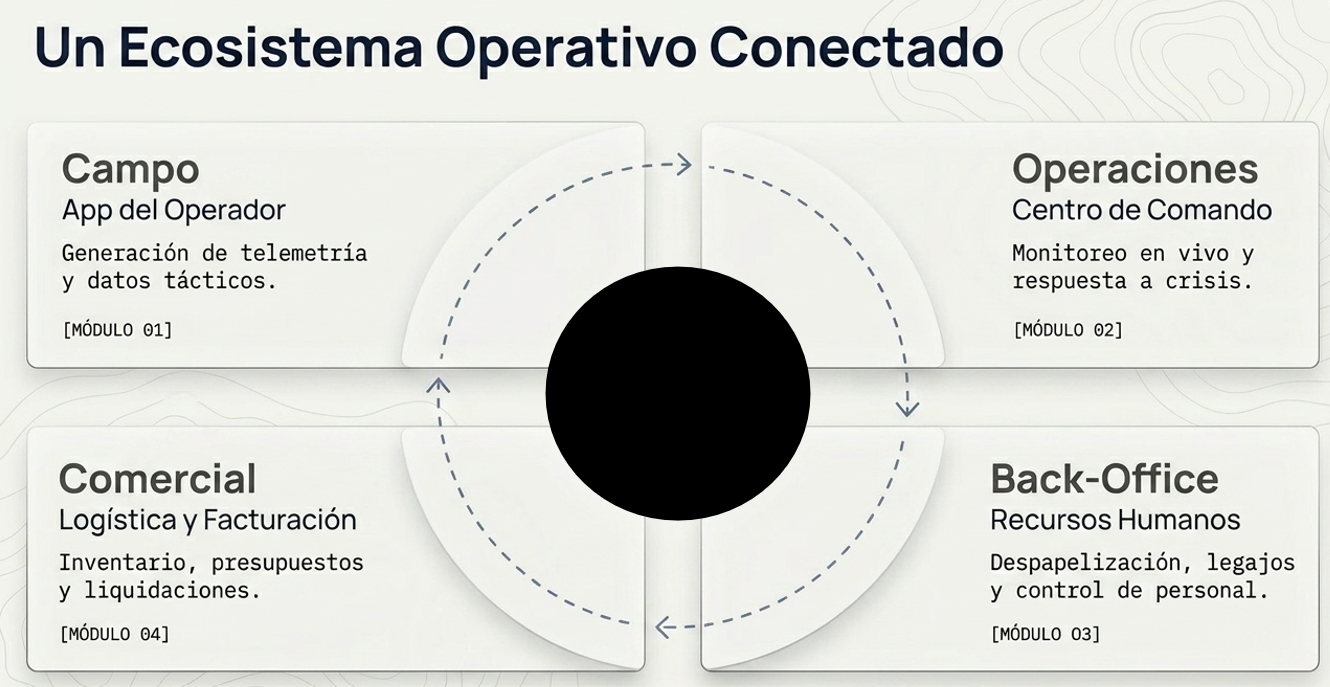 Un Ecosistema Operativo Conectado
Campo
App del Operador
Generación de telemetría
y datos tácticos.
[MÓDULO 01]
Operaciones
Centro de Comando
Monitoreo en vivo y
respuesta a crisis.
[MÓDULO 02]
Comercial
Logística y Facturación
Inventario, presupuestos
y liquidaciones.
[MÓDULO 04]
Back-Office
Recursos Humanos
Despapelización, legajos
y control de personal.
[MÓDULO 03]